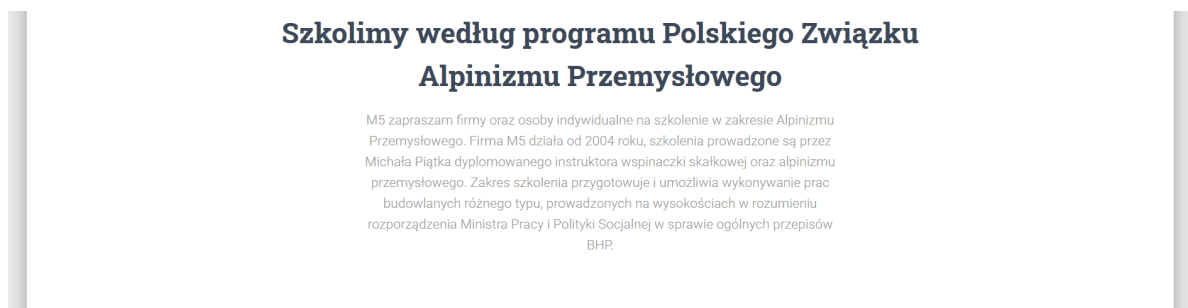 Szkolimy według programu Polskiego Związku
Alpinizmu Przemysłowego
M5 zapraszam firmy oraz osoby indywidualne na szkolenie w zakresie Alpinizmu
Przemysłowego. Firma M5 działa od 2004 roku, szkolenia prowadzone są przez
Michała Piątka dyplomowanego instruktora wspinaczki skałkowej oraz alpinizmu
przemysłowego. Zakres szkolenia przygotowuje i umożliwia wykonywanie prac
budowlanych różnego typu, prowadzonych na wysokościach w rozumieniu
rozporządzenia Ministra Pracy i Polityki Socjalnej w sprawie ogólnych przepisów
BHP.